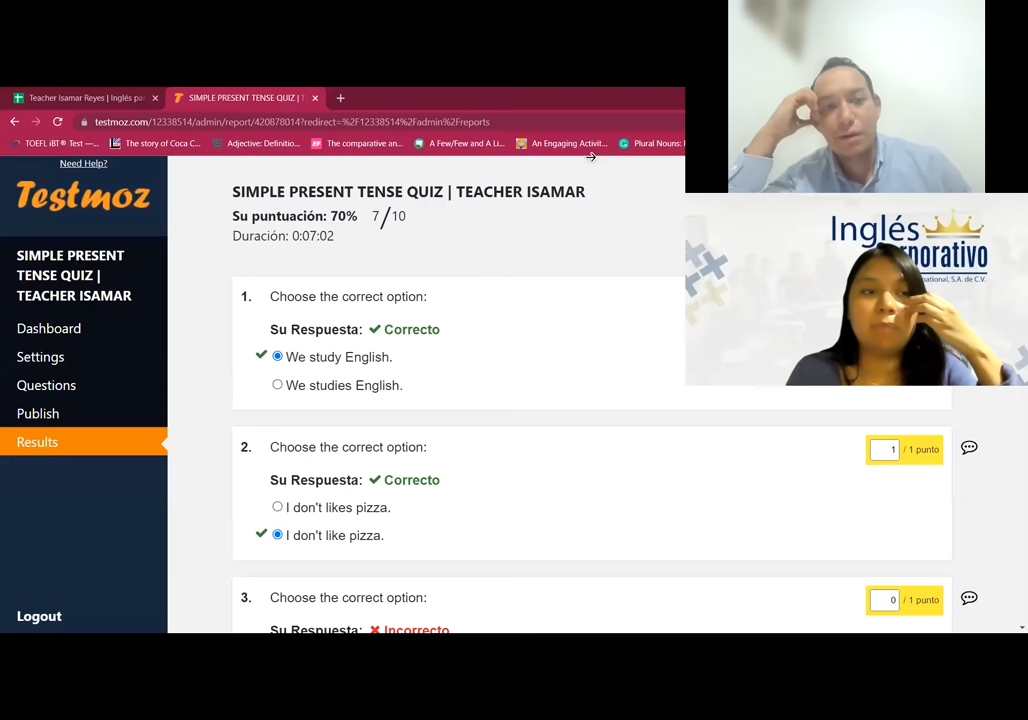 Teacher Isamar Reyes | Inglés pa
SIMPLE PRESENT TENSE QUIZ |
testmoz.com/12338514/admin/report/420878014?redirect=%2F12338514%2Fadmin%2Freports
TOEFL iBT® Test —... The story of Coca C... Adjective: Definitio... EP The comparative an... A Few/Few and A Li... An Engaging Activit... Plural Nouns:
Need Help?
Testmoz
SIMPLE PRESENT
TENSE QUIZ |
TEACHER ISAMAR
Dashboard
Settings
Questions
Publish
Results
Logout
SIMPLE PRESENT TENSE QUIZ | TEACHER ISAMAR
Su puntuación: 70% 7/10
Duración: 0:07:02
1. Choose the correct option:
Su Respuesta: ✔ Correcto
We study English.
We studies English.
2. Choose the correct option:
1 / 1 punto
Su Respuesta: ✔ Correcto
I don't likes pizza.
I don't like pizza.
3. Choose the correct option:
0 / 1 punto
Su Respuesta: ✖ Incorrecto
Inglés
national, S.A. de C.V.